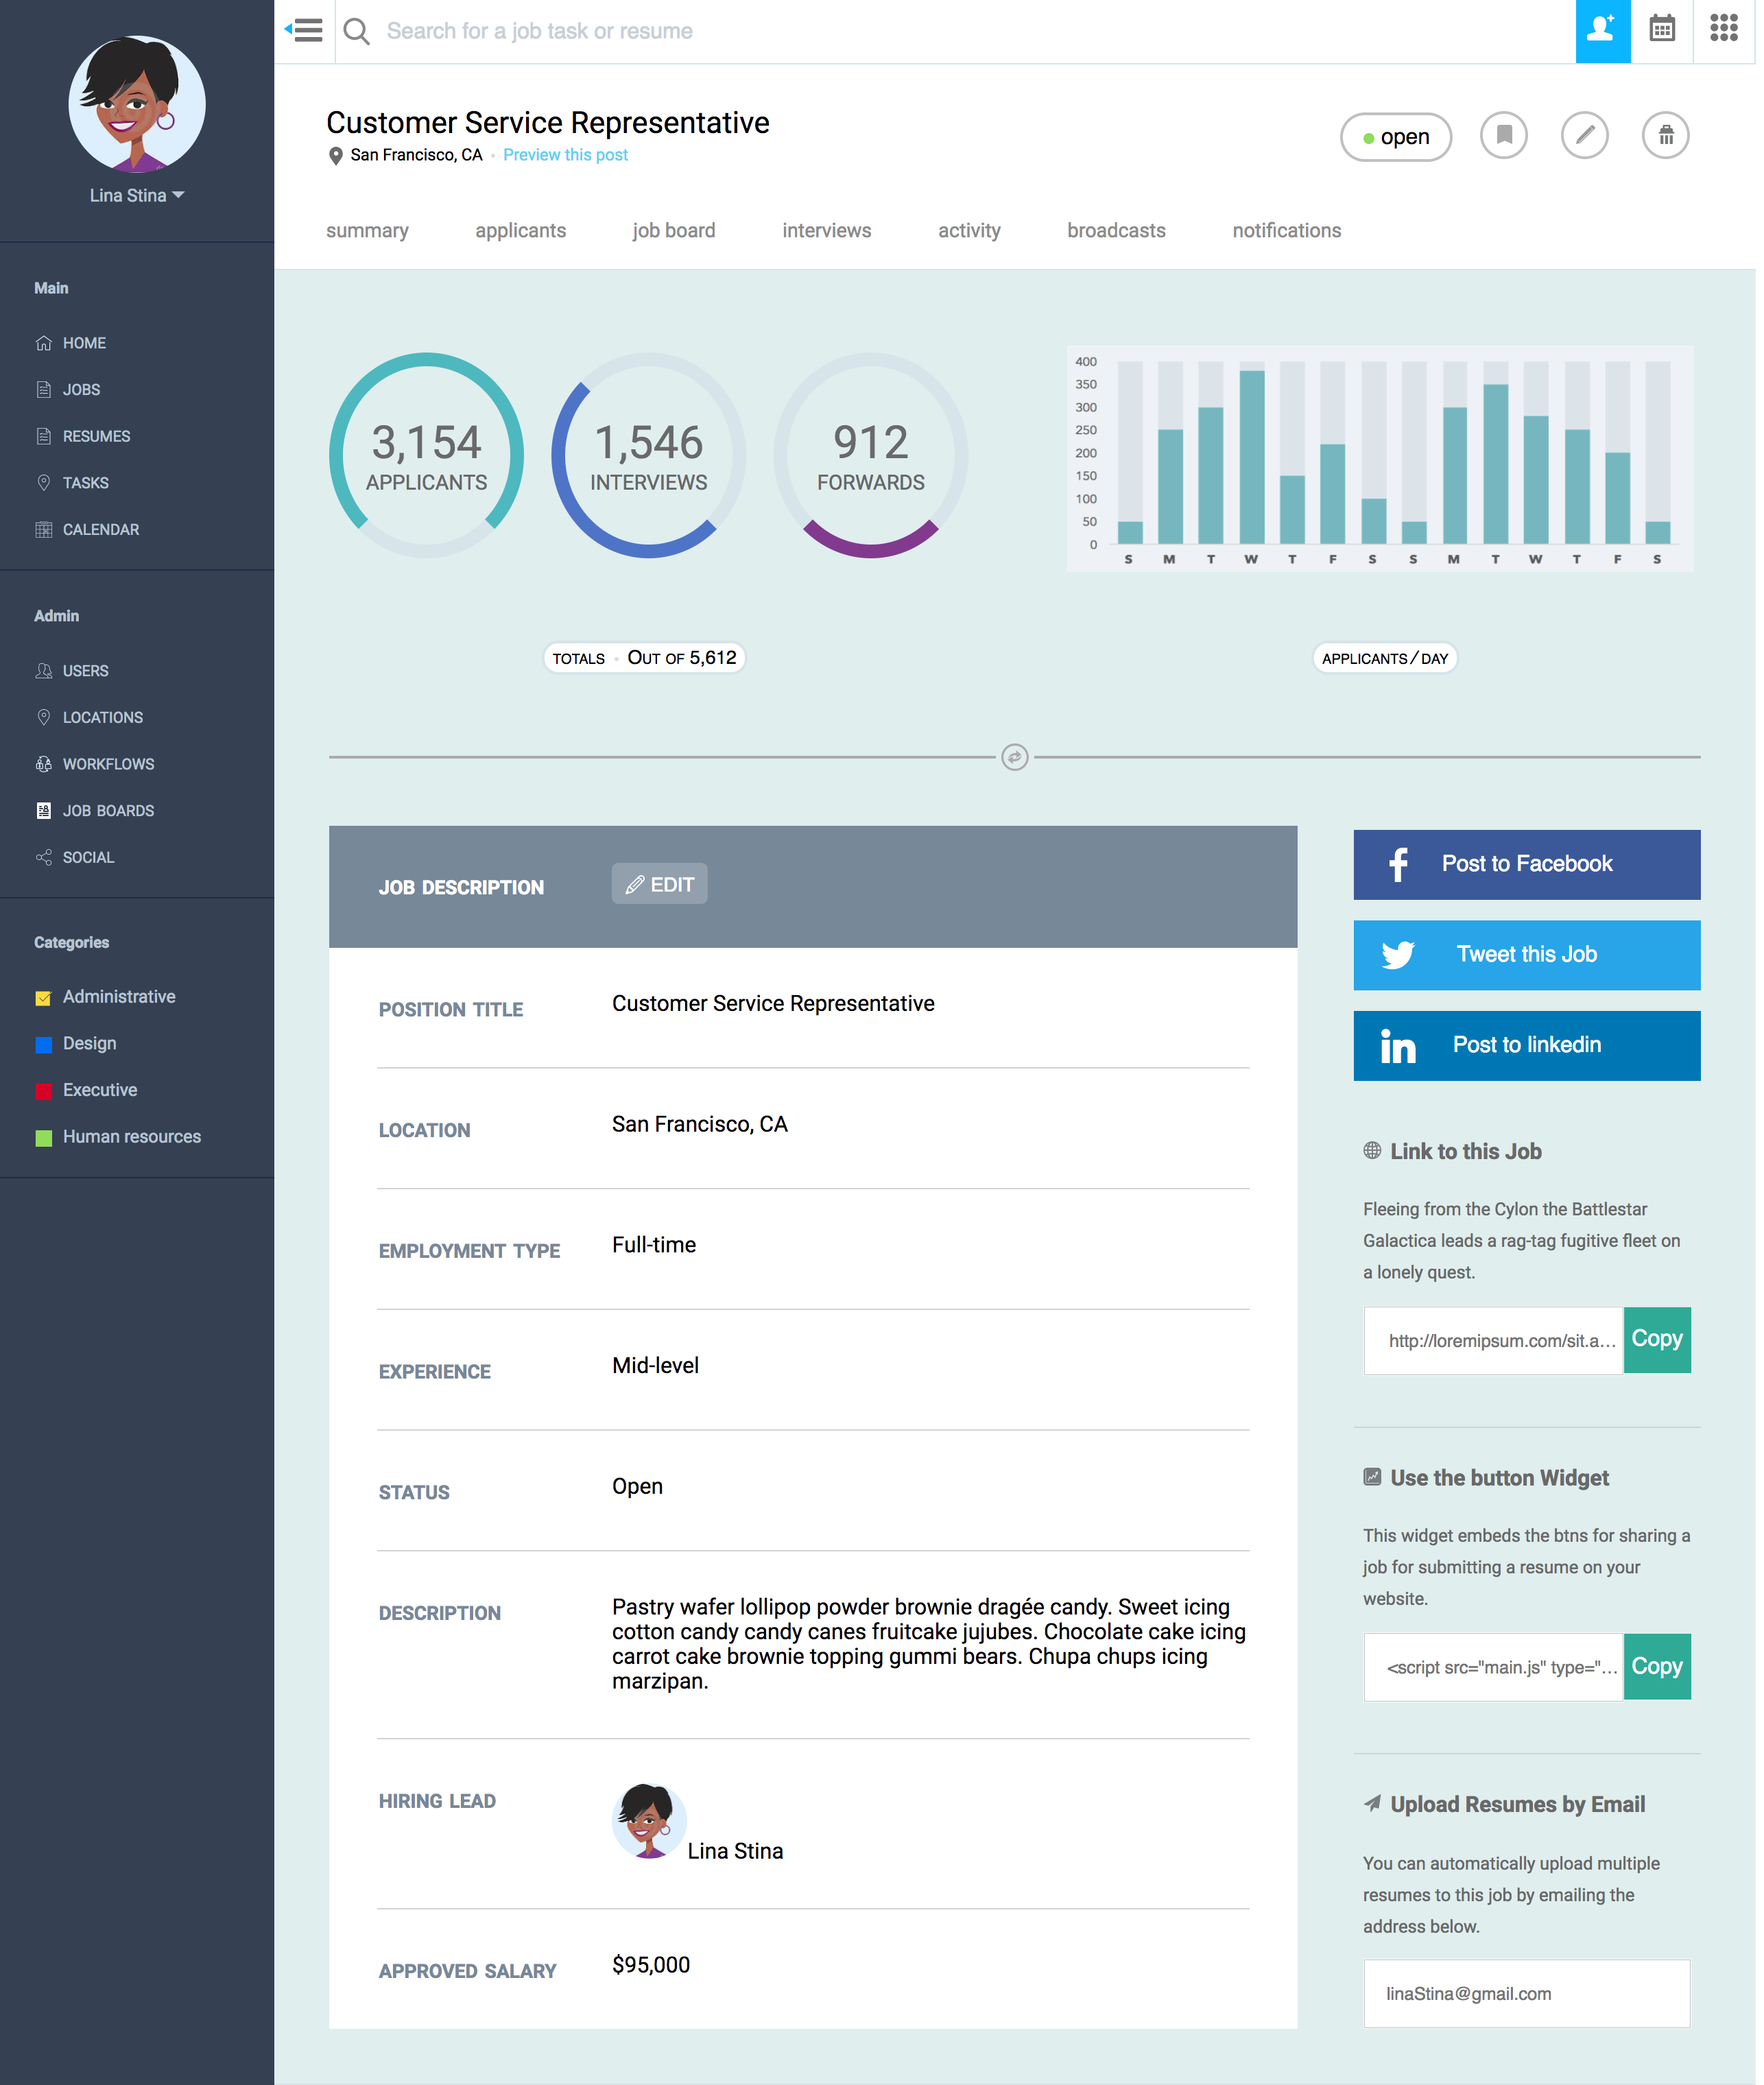 Lina Stina
Main
HOME
JOBS
RESUMES
TASKS
CALENDAR
Admin
USERS
LOCATIONS
WORKFLOWS
JOB BOARDS
SOCIAL
Categories
Administrative
Design
Executive
Human resources
Search for a job task or resume
Customer Service Representative
San Francisco, CA • Preview this post
open
summary applicants job board interviews activity broadcasts notifications
3,154
APPLICANTS
1,546
INTERVIEWS
912
FORWARDS
TOTALS • OUT OF 5,612
400
350
300
250
200
150
100
50
0
S M T W T F S S M T W T F S
APPLICANTS/DAY
JOB DESCRIPTION EDIT
POSITION TITLE Customer Service Representative
LOCATION San Francisco, CA
EMPLOYMENT TYPE Full-time
EXPERIENCE Mid-level
STATUS Open
DESCRIPTION Pastry wafer lollipop powder brownie dragée candy. Sweet icing
cotton candy candy canes fruitcake jujubes. Chocolate cake icing
carrot cake brownie topping gummi bears. Chupa chups icing
marzipan.
HIRING LEAD Lina Stina
APPROVED SALARY $95,000
Post to Facebook
Tweet this Job
Post to linkedin
Link to this Job
Fleeing from the Cylon the Battlestar
Galactica leads a rag-tag fugitive fleet on
a lonely quest.
http://loremipsum.com/sit.a... Copy
Use the button Widget
This widget embeds the btns for sharing a
job for submitting a resume on your
website.
<script src="main.js" type="... Copy
Upload Resumes by Email
You can automatically upload multiple
resumes to this job by emailing the
address below.
linaStina@gmail.com